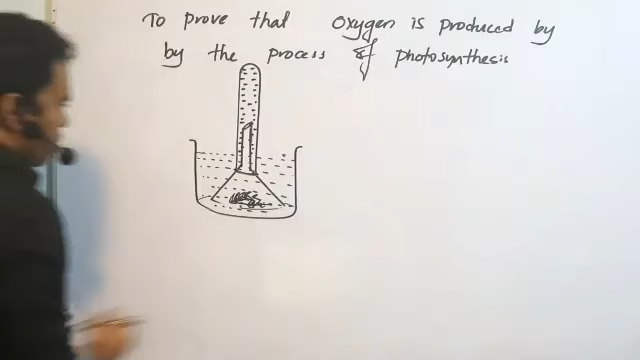 To prove that oxygen is produced by
by the process of photosynthesis